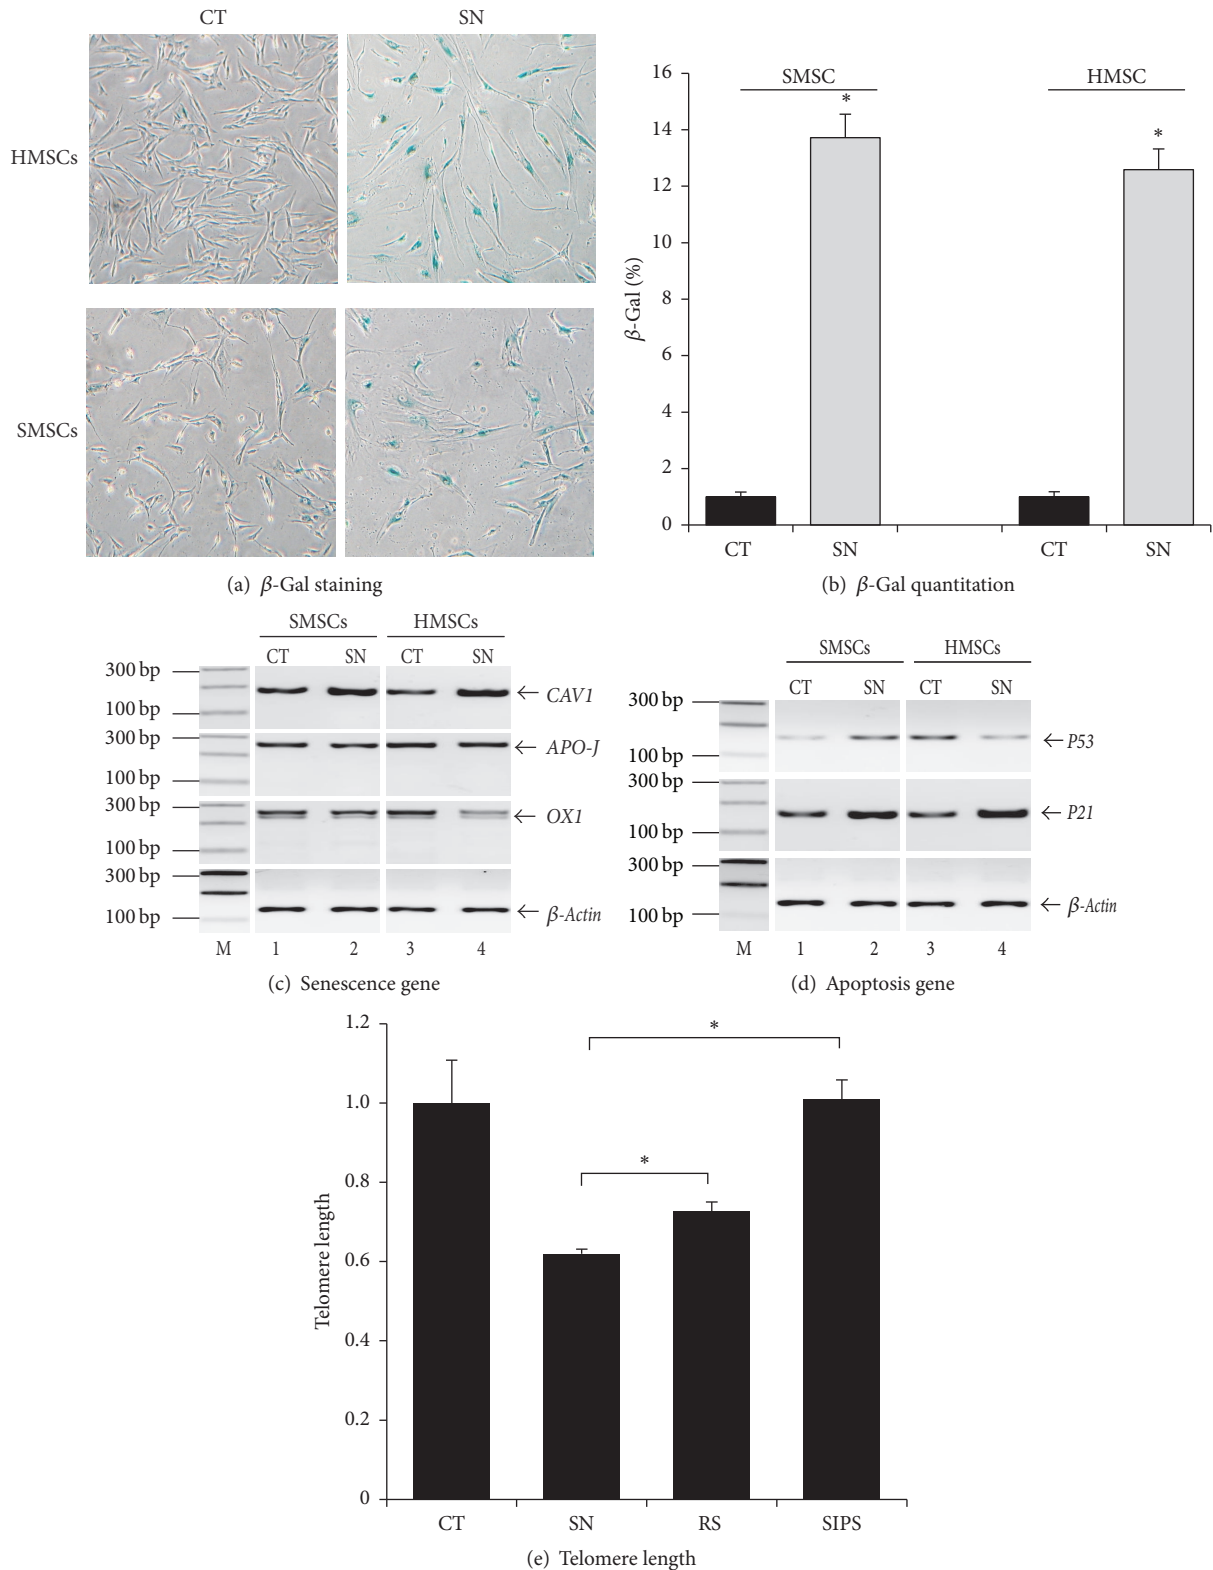 CT SN
HMSCs
SMSCs
(a) β-Gal staining
16
14
12
10
8
6
4
2
0
β-Gal (%)
SMSC HMSC
*
*
CT SN CT SN
(b) β-Gal quantitation
SMSCs HMSCs
CT SN CT SN
300 bp
100 bp
← CAV1
300 bp
100 bp
← APO-J
300 bp
100 bp
← OX1
300 bp
100 bp
← β-Actin
M 1 2 3 4
(c) Senescence gene
SMSCs HMSCs
CT SN CT SN
300 bp
100 bp
← P53
300 bp
100 bp
← P21
300 bp
100 bp
← β-Actin
M 1 2 3 4
(d) Apoptosis gene
1.2
1.0
0.8
0.6
0.4
0.2
0
Telomere length
*
*
CT SN RS SIPS
(e) Telomere length